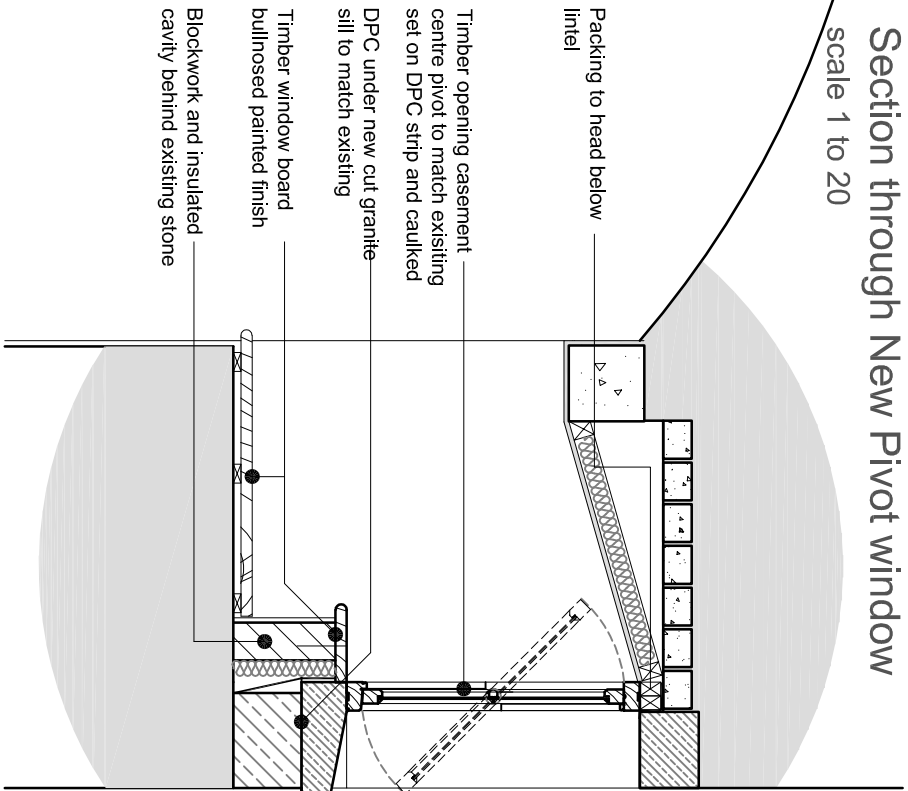 Section through New Pivot window
scale 1 to 20
Packing to head below
lintel
Timber opening casement
centre pivot to match exisiting
set on DPC strip and caulked
DPC under new cut granite
sill to match existing
Timber window board
bullnosed painted finish
Blockwork and insulated
cavity behind existing stone